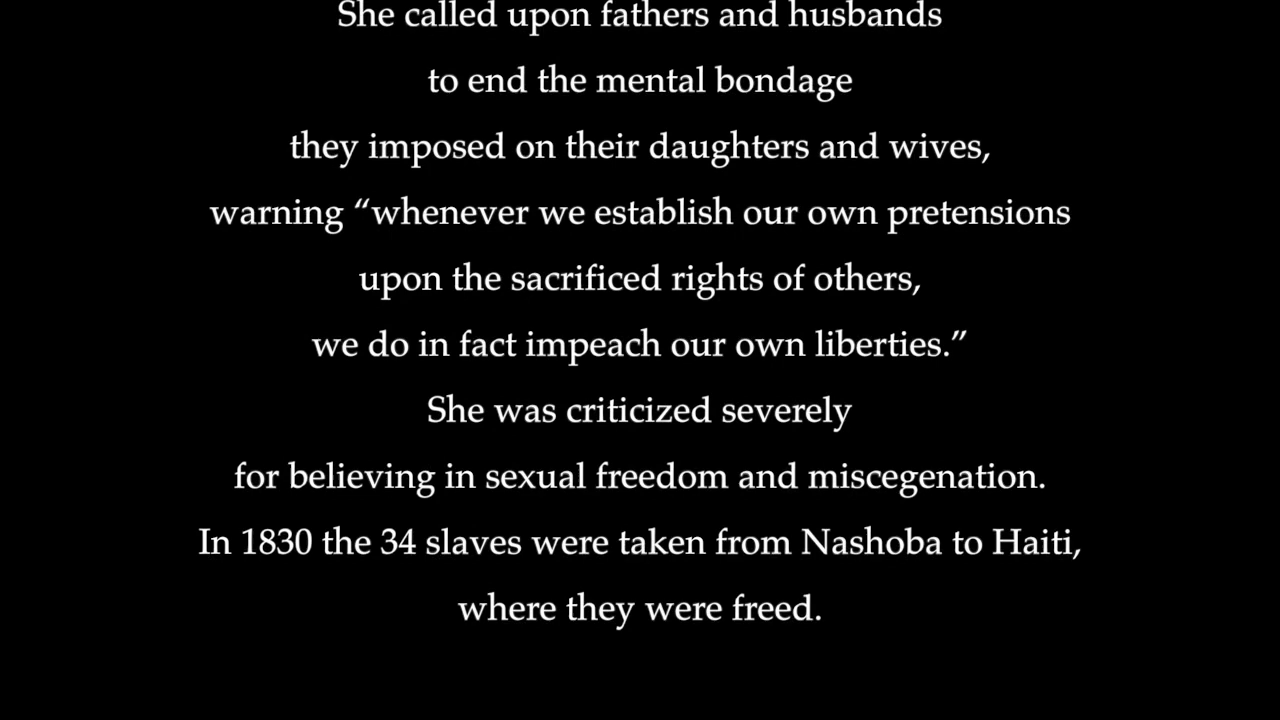 She called upon fathers and husbands
to end the mental bondage
they imposed on their daughters and wives,
warning “whenever we establish our own pretensions
upon the sacrificed rights of others,
we do in fact impeach our own liberties.”
She was criticized severely
for believing in sexual freedom and miscegenation.
In 1830 the 34 slaves were taken from Nashoba to Haiti,
where they were freed.